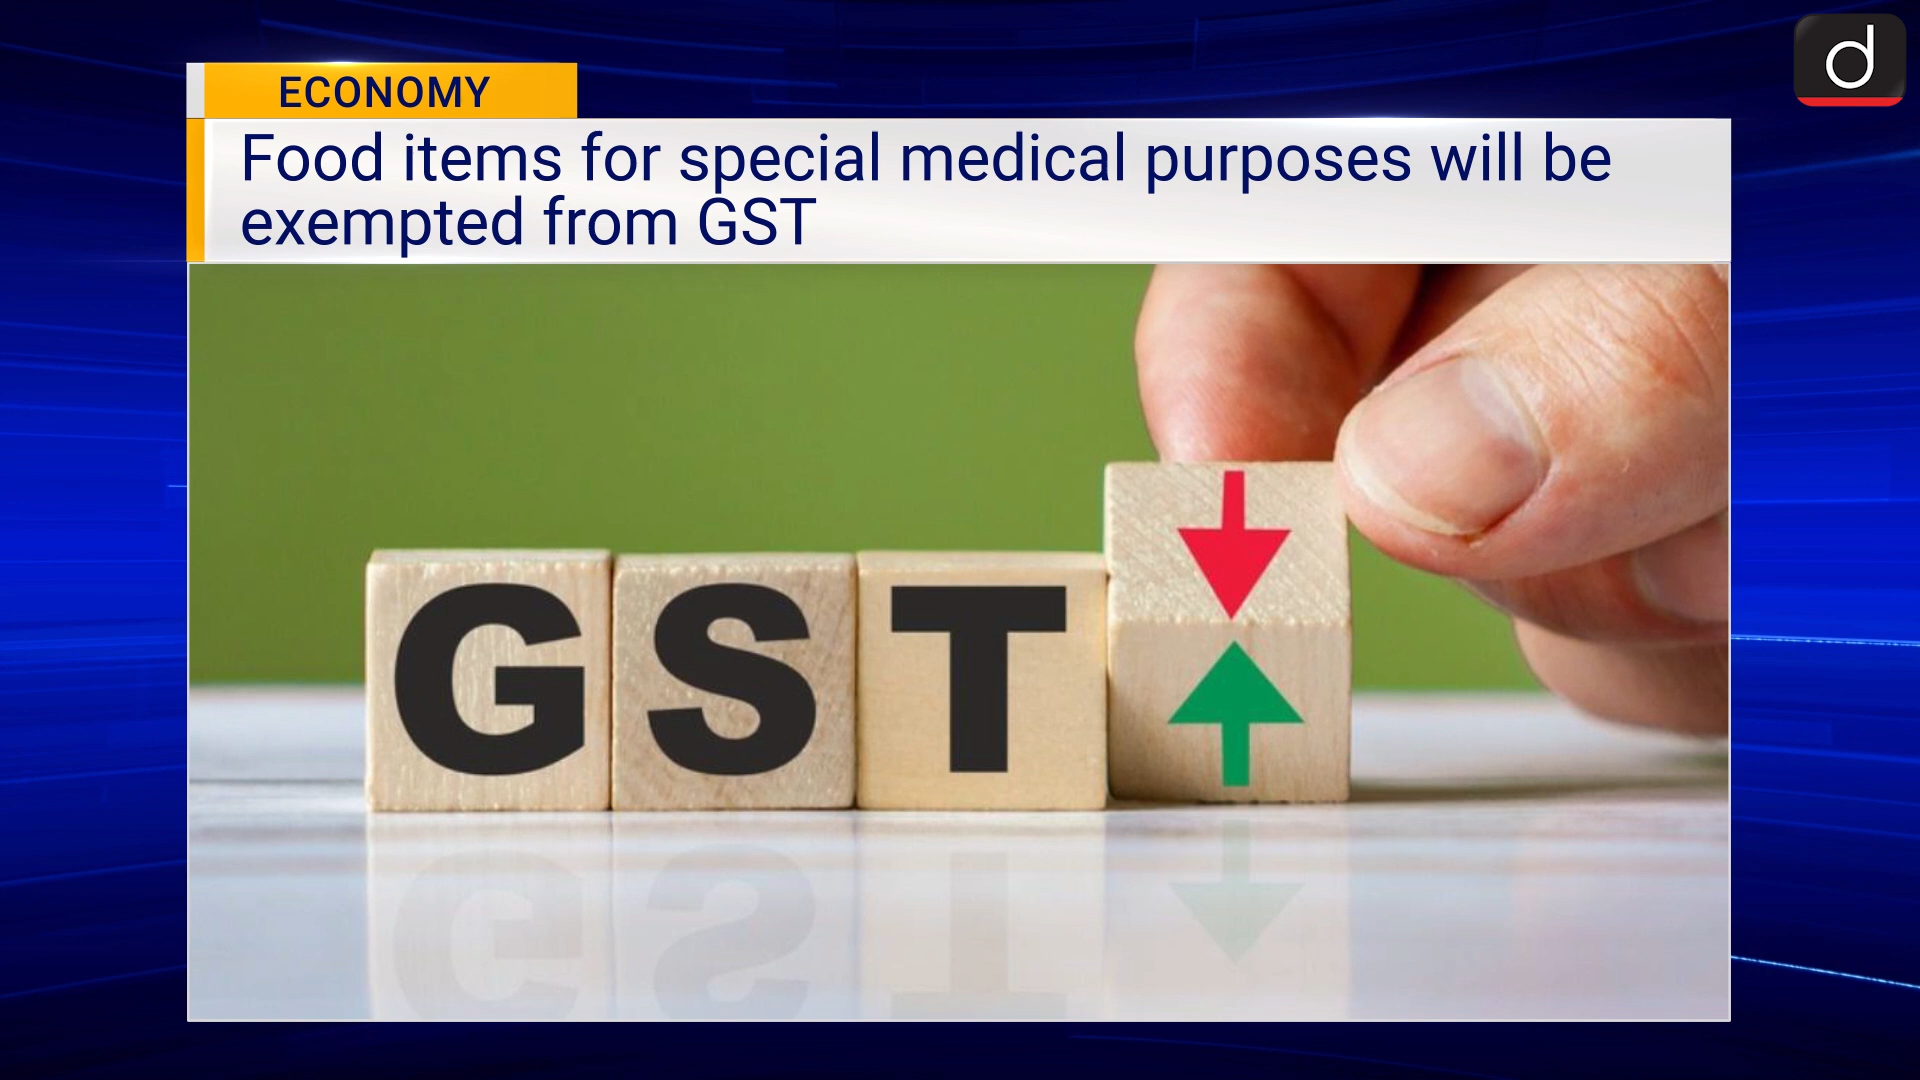 d
ECONOMY
Food items for special medical purposes will be
exempted from GST
GST